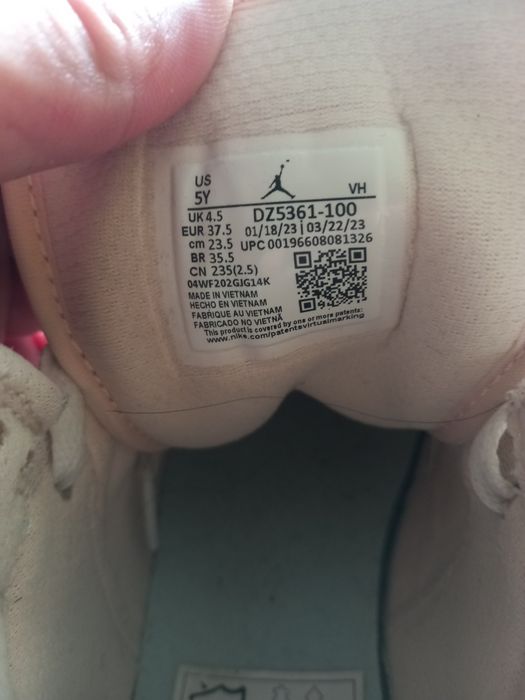 US
5Y
VH
UK 4.5 DZ5361-100
EUR 37.5 01/18/23 | 03/22/23
cm 23.5 UPC 00196608081326
BR 35.5
CN 235(2.5)
04WF202GJG14K
MADE IN VIETNAM
HECHO EN VIETNAM
FABRIQUE AU VIETNAM
FABRICADO NO VIETNÃ
This product is covered by one or more patents:
www.nike.com/patentsvirtualmarking